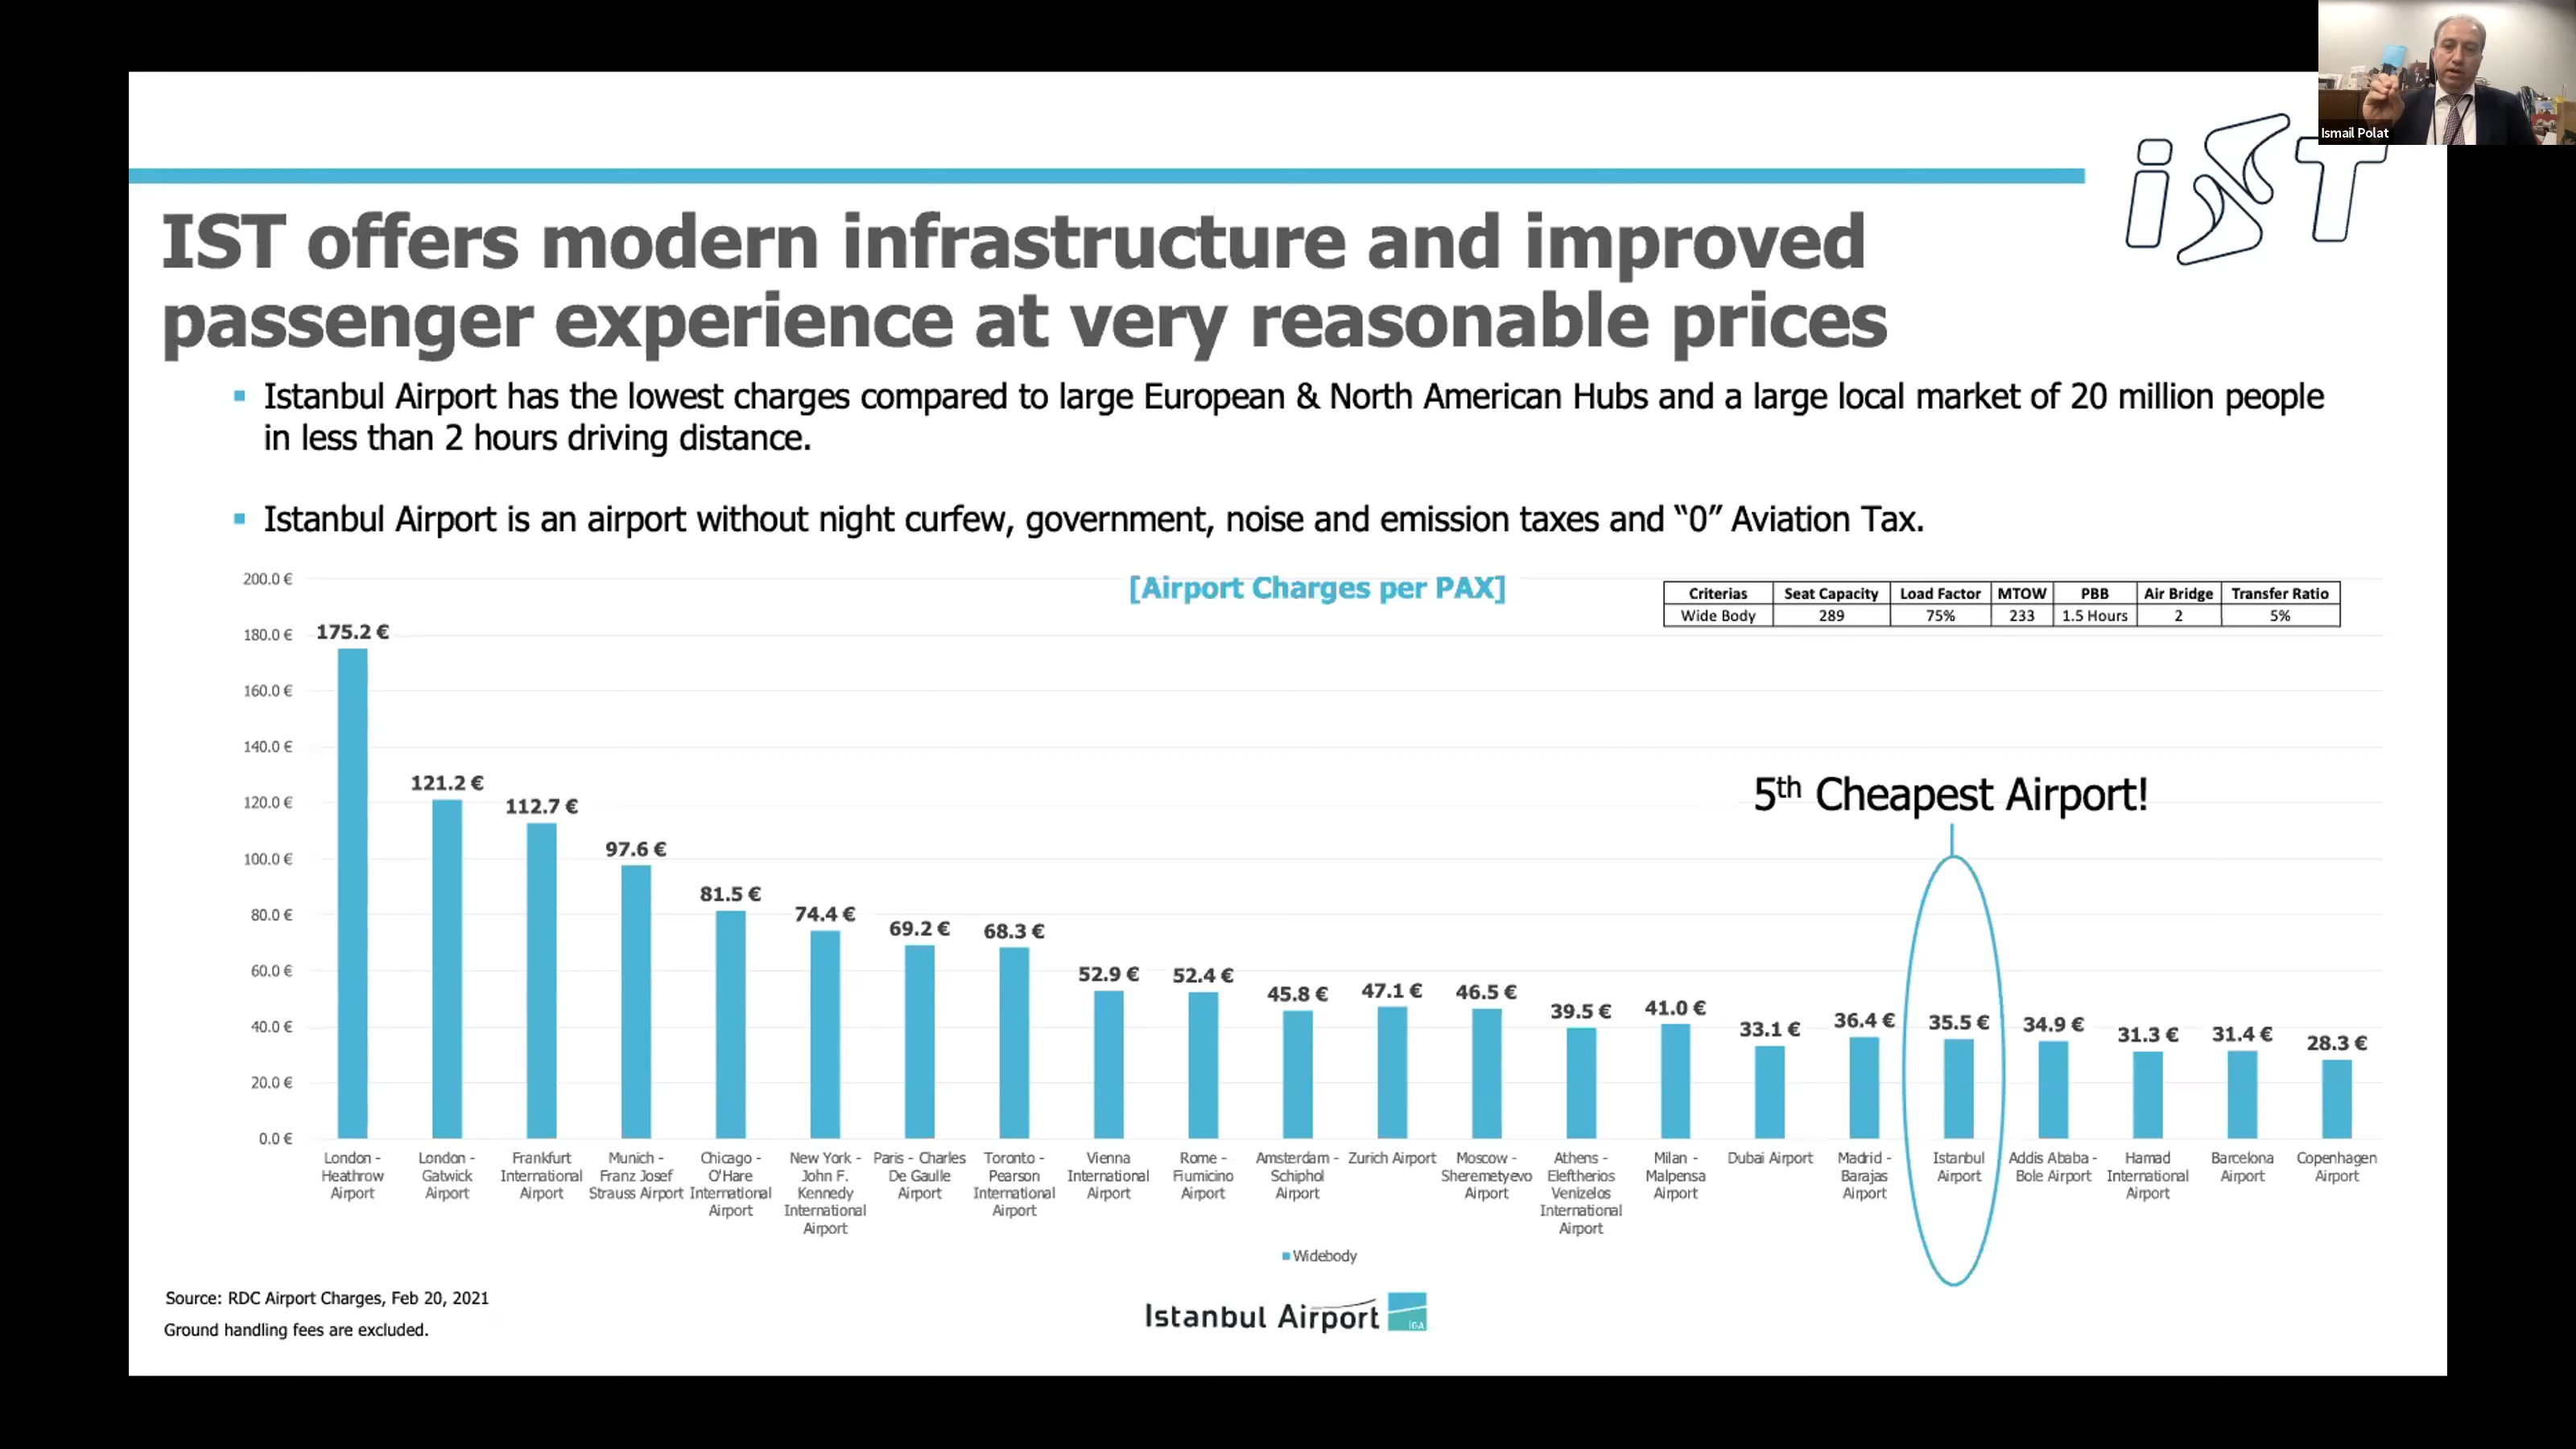 Ismail Polat
iST
IST offers modern infrastructure and improved
passenger experience at very reasonable prices
Istanbul Airport has the lowest charges compared to large European & North American Hubs and a large local market of 20 million people
in less than 2 hours driving distance.
Istanbul Airport is an airport without night curfew, government, noise and emission taxes and “0” Aviation Tax.
[Airport Charges per PAX]
Criterias Seat Capacity Load Factor MTOW PBB Air Bridge Transfer Ratio
Wide Body 289 75% 233 1.5 Hours 2 5%
200.0 €
180.0 €
160.0 €
140.0 €
120.0 €
100.0 €
80.0 €
60.0 €
40.0 €
20.0 €
0.0 €
175.2 €
121.2 €
112.7 €
97.6 €
81.5 €
74.4 €
69.2 €
68.3 €
52.9 €
52.4 €
45.8 €
47.1 €
46.5 €
39.5 €
41.0 €
33.1 €
36.4 €
35.5 €
34.9 €
31.3 €
31.4 €
28.3 €
5th Cheapest Airport!
London -
Heathrow
Airport
London -
Gatwick
Airport
Frankfurt
International
Airport
Munich -
Franz Josef
Strauss Airport
Chicago -
O'Hare
International
Airport
New York -
John F.
Kennedy
International
Airport
Paris - Charles
De Gaulle
Airport
Toronto -
Pearson
International
Airport
Vienna
International
Airport
Rome -
Fiumicino
Airport
Amsterdam -
Schiphol
Airport
Zurich Airport
Moscow -
Sheremetyevo
Airport
Athens -
Eleftherios
Venizelos
International
Airport
Milan -
Malpensa
Airport
Dubai Airport
Madrid -
Barajas
Airport
Istanbul
Airport
Addis Ababa -
Bole Airport
Hamad
International
Airport
Barcelona
Airport
Copenhagen
Airport
Widebody
Source: RDC Airport Charges, Feb 20, 2021
Ground handling fees are excluded.
Istanbul Airport
iGA